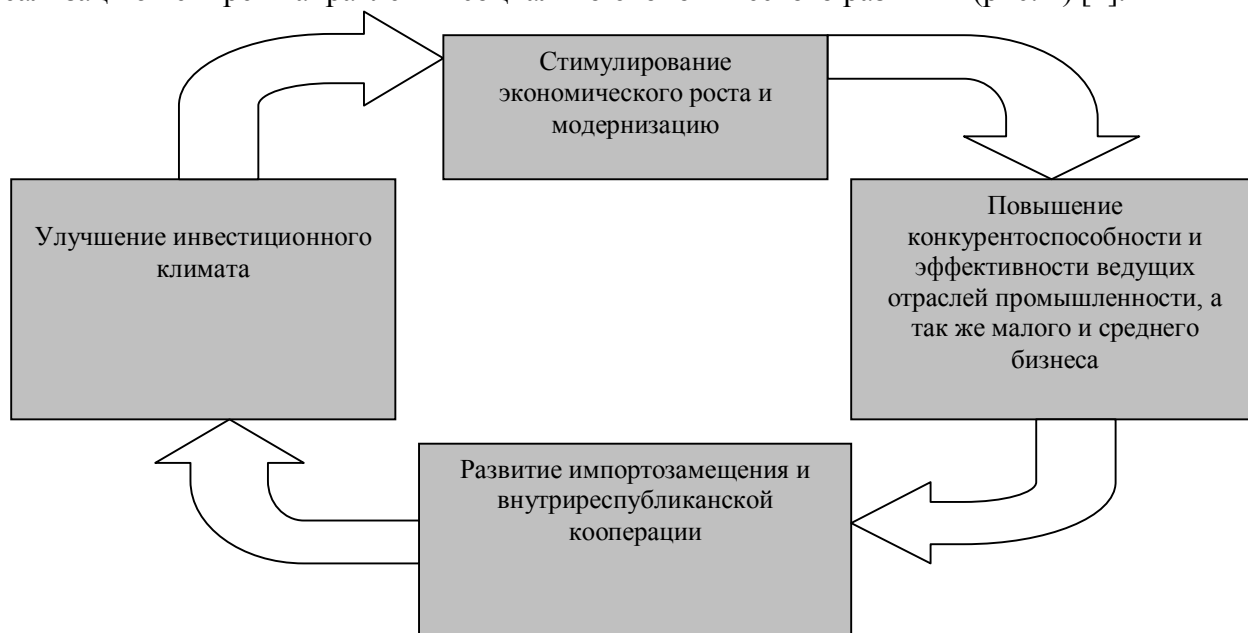 Стимулирование
экономического роста и
модернизацию
Улучшение инвестиционного
климата
Повышение
конкурентоспособности и
эффективности ведущих
отраслей промышленности, а
так же малого и среднего
бизнеса
Развитие импортозамещения и
внутриреспубликанской
кооперации